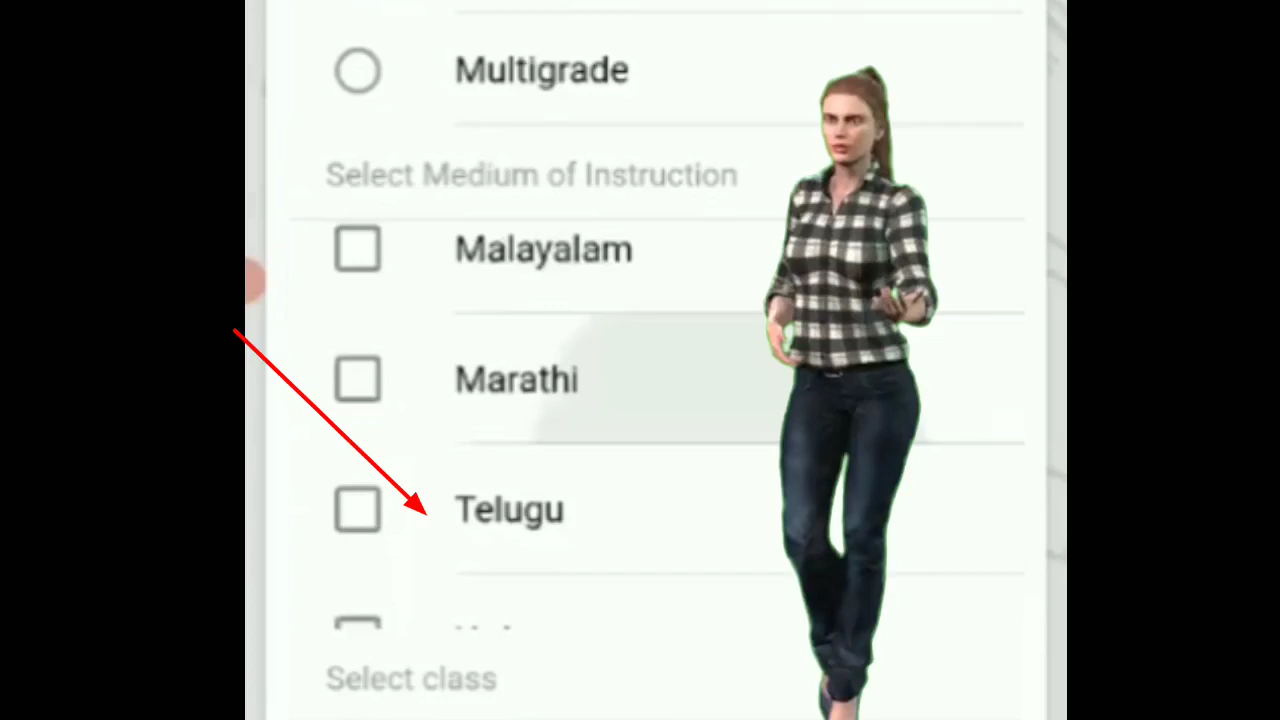 Multigrade
Select Medium of Instruction
Malayalam
Marathi
Telugu
Select class